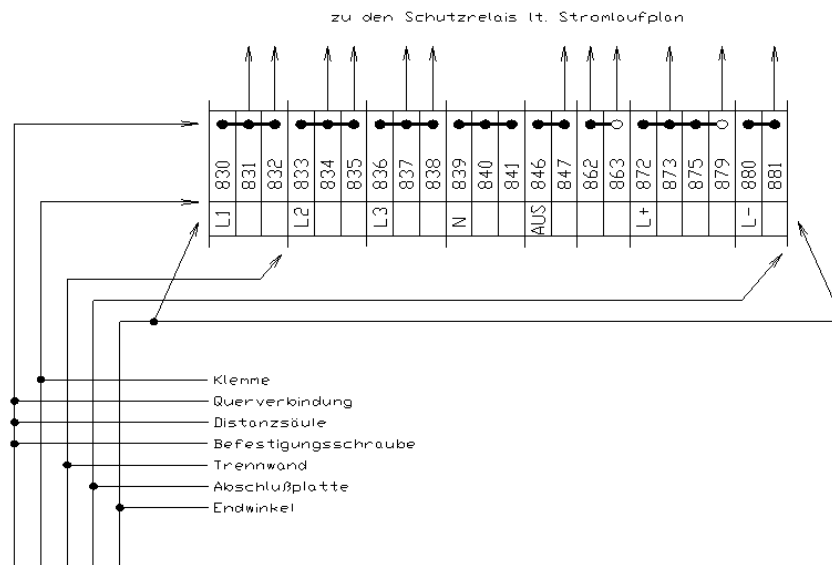 zu den Schutzrelais lt. Stromlaufplan
830 831 832 833 834 835 836 837 838 839 840 841 846 847 862 863 872 873 875 879 880 881
L1 L2 L3 N AUS L+ L-
Klemme
Querverbindung
Distanzsäule
Befestigungsschraube
Trennwand
Abschlußplatte
Endwinkel